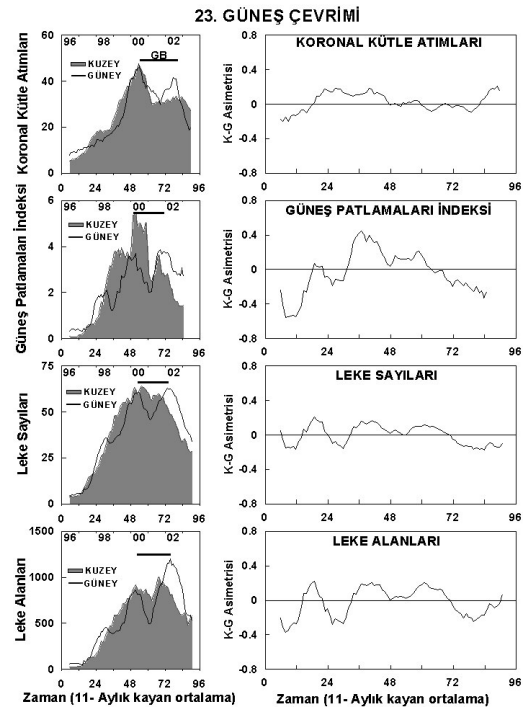 23. GÜNEŞ ÇEVRİMİ
Koronal Kütle Atımları
96 98 00 02
GB
KUZEY
GÜNEY
60
40
20
0
0 24 48 72 96
KORONAL KÜTLE ATIMLARI
K-G Asimetrisi
0.8
0.4
0
-0.4
-0.8
0 24 48 72 96
Güneş Patlamaları İndeksi
96 98 00 02
KUZEY
GÜNEY
6
4
2
0
0 24 48 72 96
GÜNEŞ PATLAMALARI İNDEKSİ
K-G Asimetrisi
0.8
0.4
0
-0.4
-0.8
0 24 48 72 96
Leke Sayıları
96 98 00 02
KUZEY
GÜNEY
75
50
25
0
0 24 48 72 96
LEKE SAYILARI
K-G Asimetrisi
0.8
0.4
0
-0.4
-0.8
0 24 48 72 96
Leke Alanları
96 98 00 02
KUZEY
GÜNEY
1500
1000
500
0
0 24 48 72 96
Zaman (11- Aylık kayan ortalama)
LEKE ALANLARI
K-G Asimetrisi
0.8
0.4
0
-0.4
-0.8
0 24 48 72 96
Zaman (11- Aylık kayan ortalama)